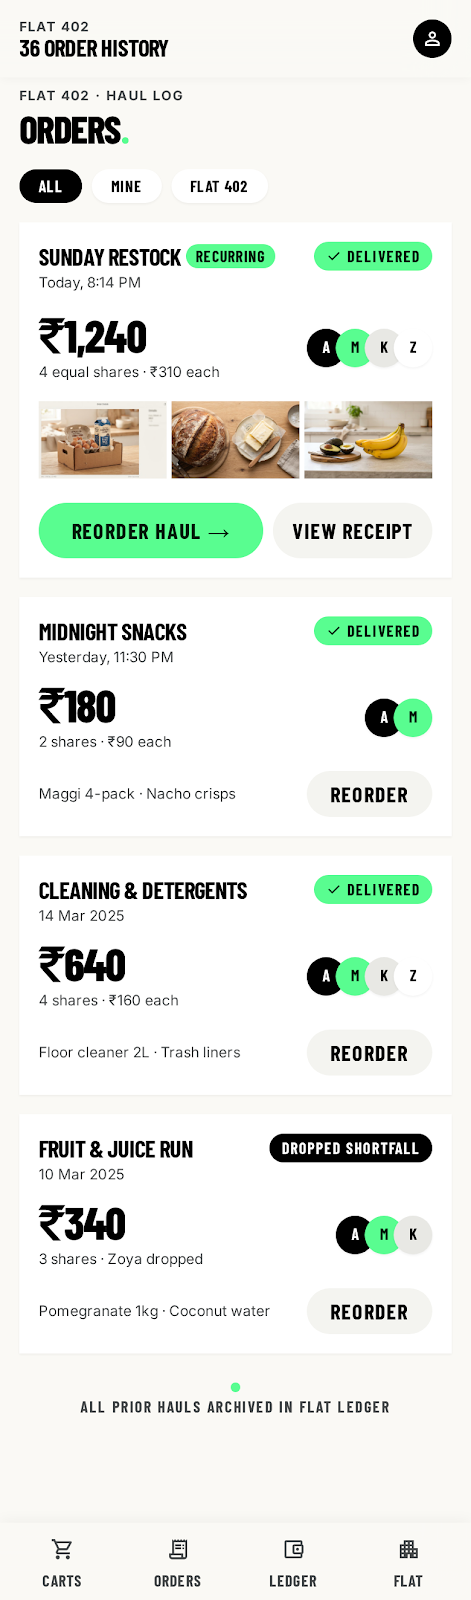 FLAT 402
36 ORDER HISTORY
FLAT 402 · HAUL LOG
ORDERS.
ALL
MINE
FLAT 402
SUNDAY RESTOCK RECURRING
DELIVERED
Today, 8:14 PM
₹1,240
A M K Z
4 equal shares · ₹310 each
REORDER HAUL →
VIEW RECEIPT
MIDNIGHT SNACKS
DELIVERED
Yesterday, 11:30 PM
₹180
A M
2 shares · ₹90 each
Maggi 4-pack · Nacho crisps
REORDER
CLEANING & DETERGENTS
DELIVERED
14 Mar 2025
₹640
A M K Z
4 shares · ₹160 each
Floor cleaner 2L · Trash liners
REORDER
FRUIT & JUICE RUN
DROPPED SHORTFALL
10 Mar 2025
₹340
A M K
3 shares · Zoya dropped
Pomegranate 1kg · Coconut water
REORDER
ALL PRIOR HAULS ARCHIVED IN FLAT LEDGER
CARTS
ORDERS
LEDGER
FLAT